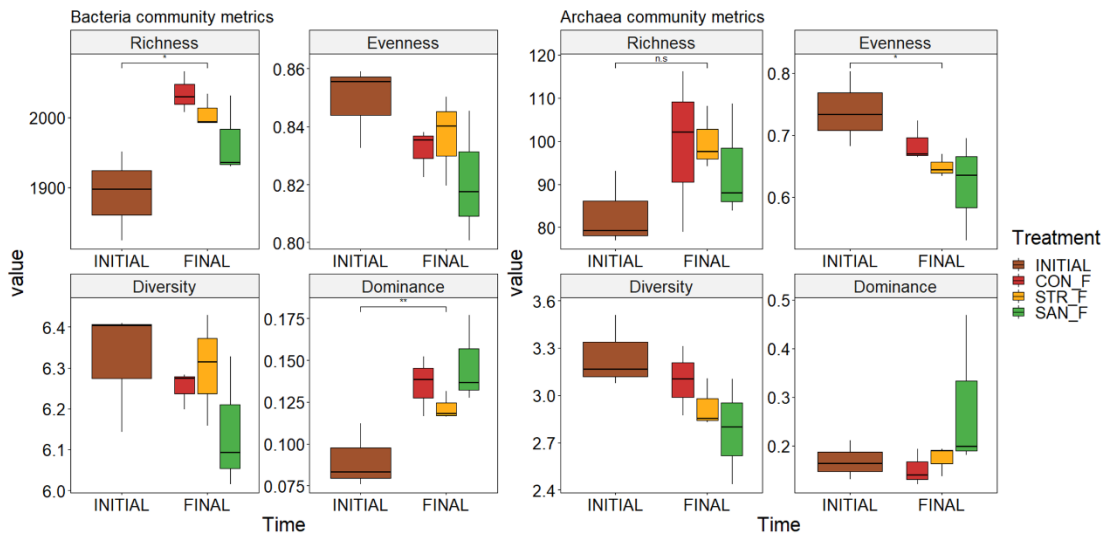 Bacteria community metrics
Archaea community metrics
Richness
Evenness
Richness
Evenness
*
n.s
*
2000
1900
0.86
0.84
0.82
0.80
120
110
100
90
80
0.8
0.7
0.6
INITIAL FINAL
INITIAL FINAL
INITIAL FINAL
INITIAL FINAL
value
value
Diversity
Dominance
Diversity
Dominance
**
6.4
6.3
6.2
6.1
6.0
0.175
0.150
0.125
0.100
0.075
3.6
3.3
3.0
2.7
2.4
0.5
0.4
0.3
0.2
INITIAL FINAL
INITIAL FINAL
INITIAL FINAL
INITIAL FINAL
Time
Time
Treatment
INITIAL
CON_F
STR_F
SAN_F